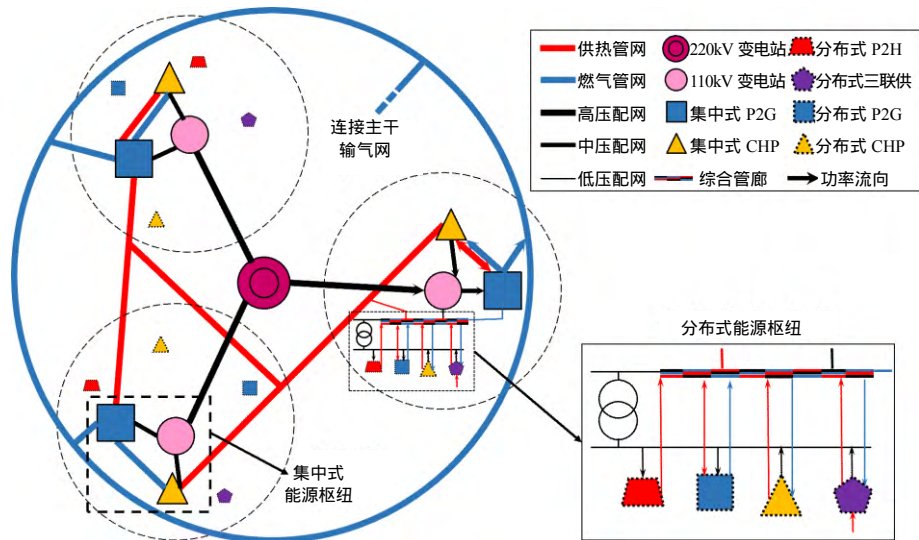 供热管网
220kV 变电站
分布式 P2H
燃气管网
110kV 变电站
分布式三联供
高压配网
集中式 P2G
分布式 P2G
中压配网
集中式 CHP
分布式 CHP
低压配网
综合管廊
功率流向
连接主干
输气网
分布式能源枢纽
集中式
能源枢纽